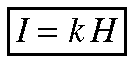 I = k H